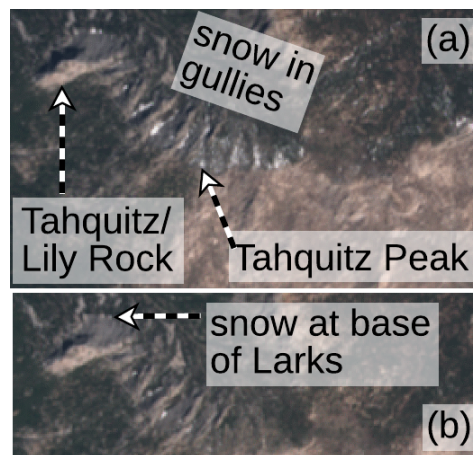 (a)
snow in
gullies
Tahquitz/
Lily Rock
Tahquitz Peak
snow at base
of Larks
(b)